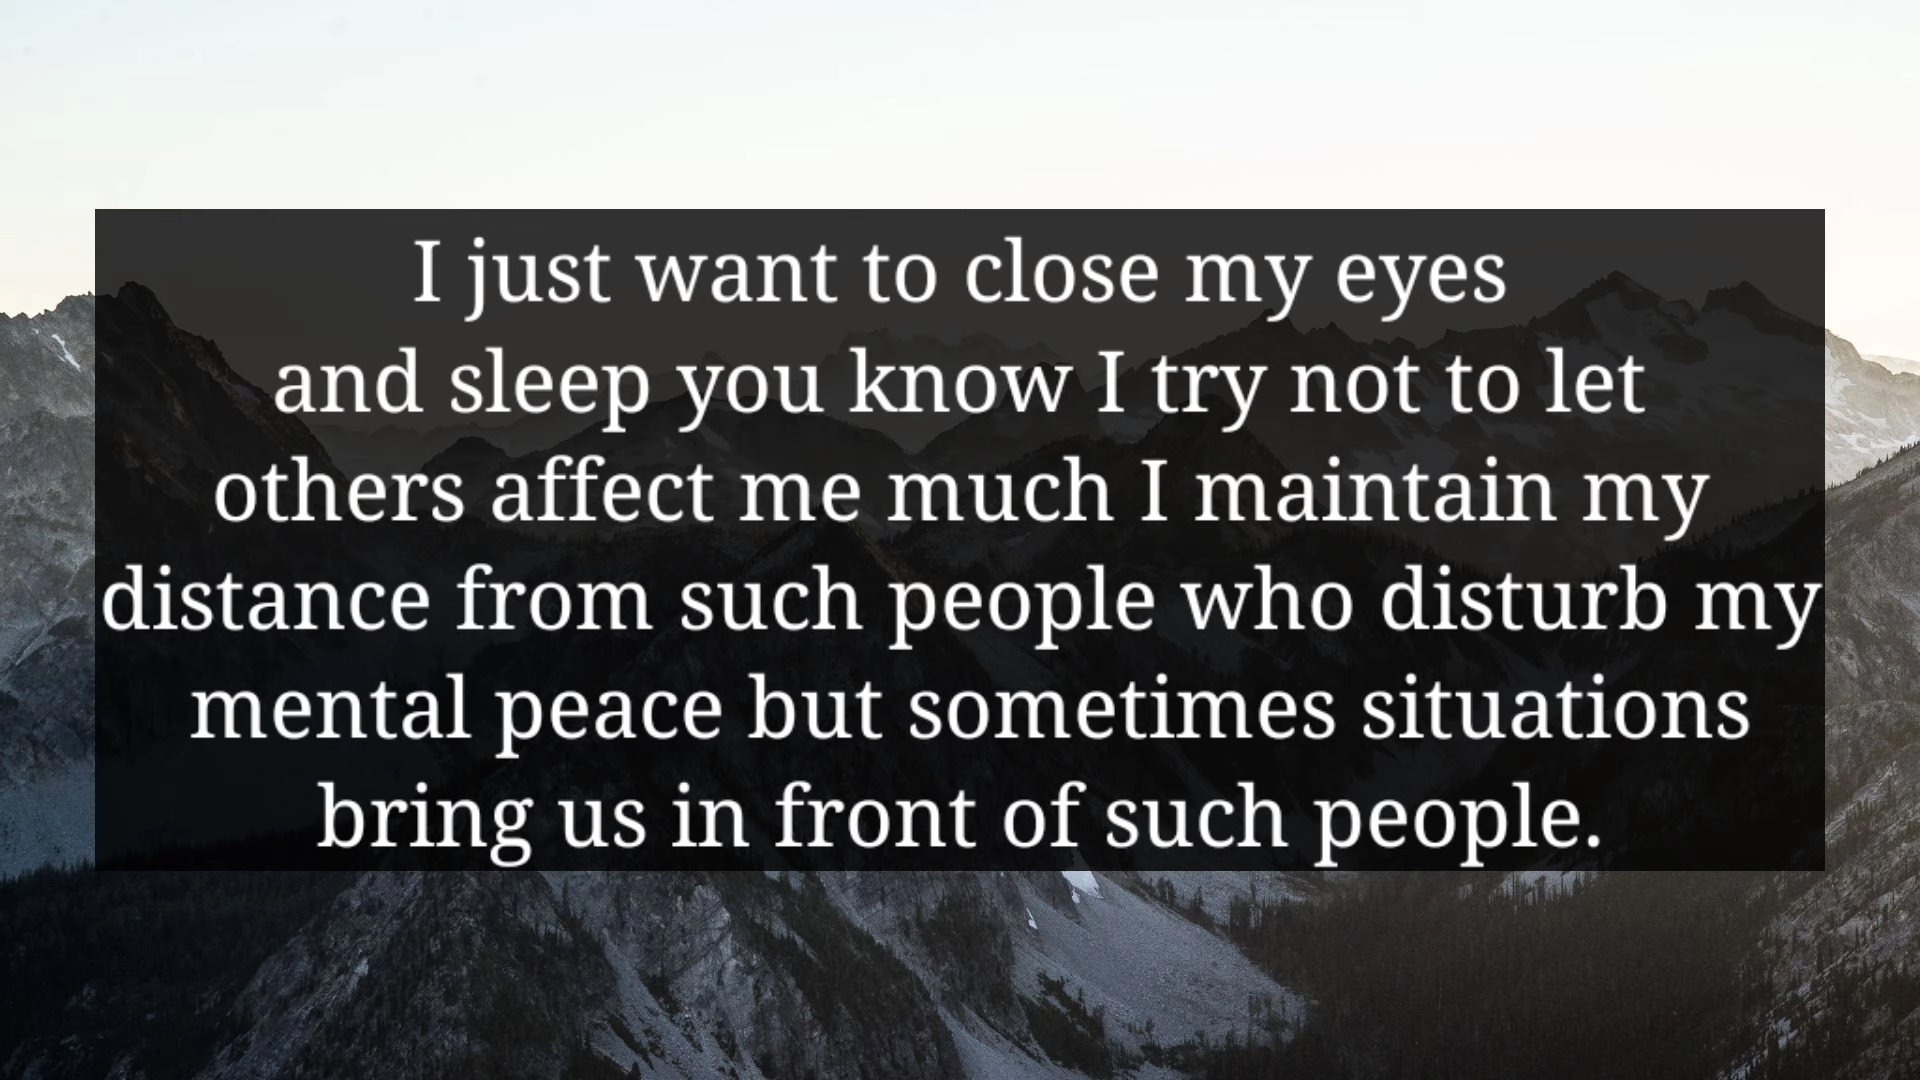 I just want to close my eyes
and sleep you know I try not to let
others affect me much I maintain my
distance from such people who disturb my
mental peace but sometimes situations
bring us in front of such people.